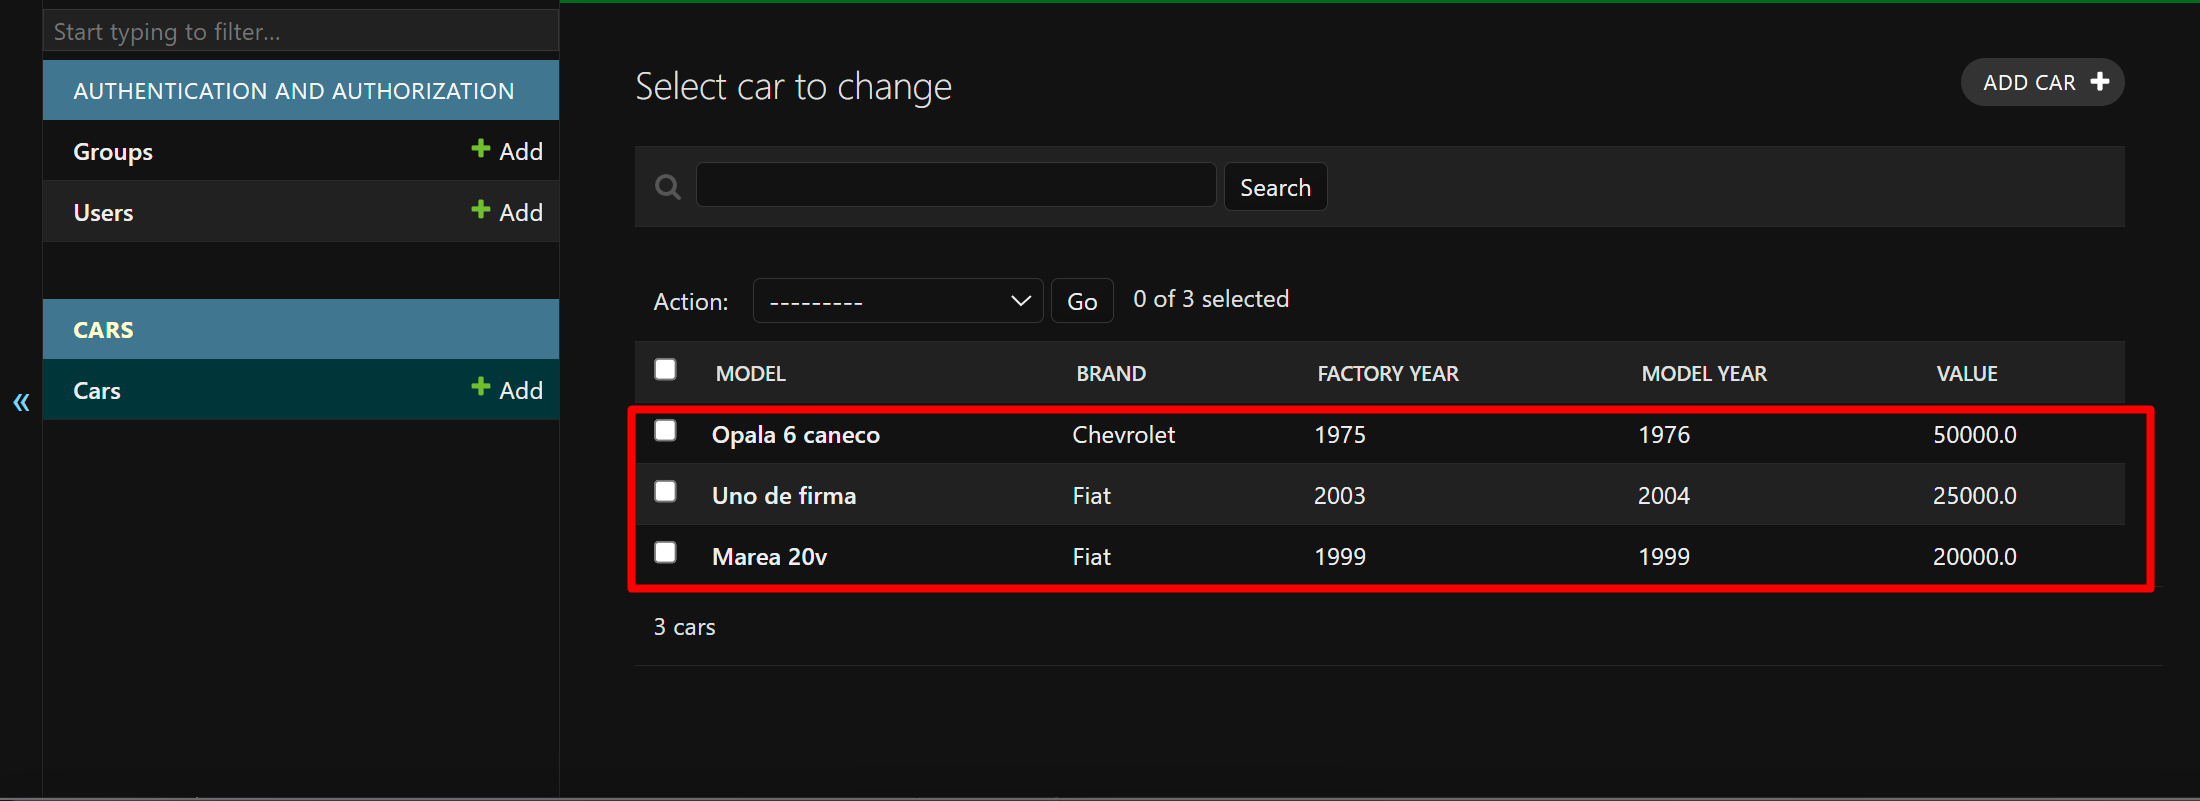 Start typing to filter...
AUTHENTICATION AND AUTHORIZATION
Groups Add
Users Add
CARS
Cars Add
«
Select car to change
ADD CAR
Search
Action: --------- Go 0 of 3 selected
MODEL BRAND FACTORY YEAR MODEL YEAR VALUE
Opala 6 caneco Chevrolet 1975 1976 50000.0
Uno de firma Fiat 2003 2004 25000.0
Marea 20v Fiat 1999 1999 20000.0
3 cars